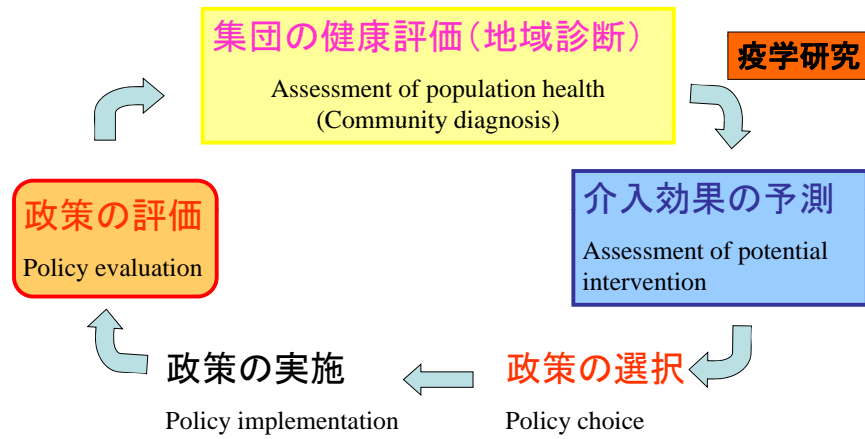 集団の健康評価（地域診断）
Assessment of population health
(Community diagnosis)
疫学研究
介入効果の予測
Assessment of potential
intervention
政策の選択
Policy choice
政策の実施
Policy implementation
政策の評価
Policy evaluation